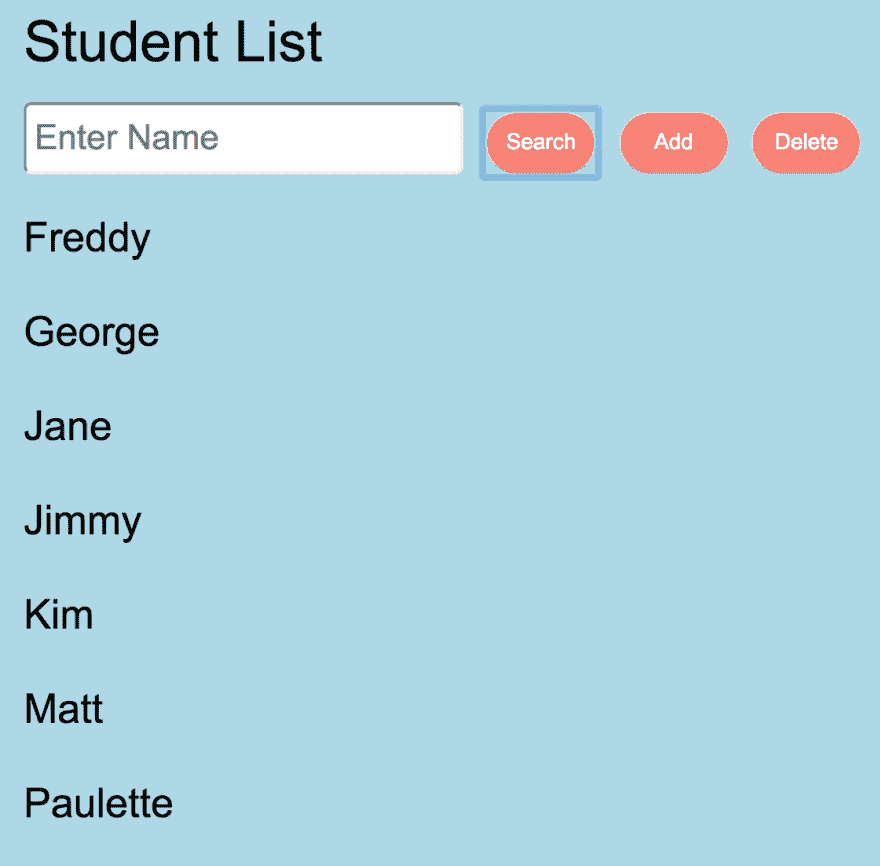 Student List
Enter Name Search Add Delete
Freddy
George
Jane
Jimmy
Kim
Matt
Paulette